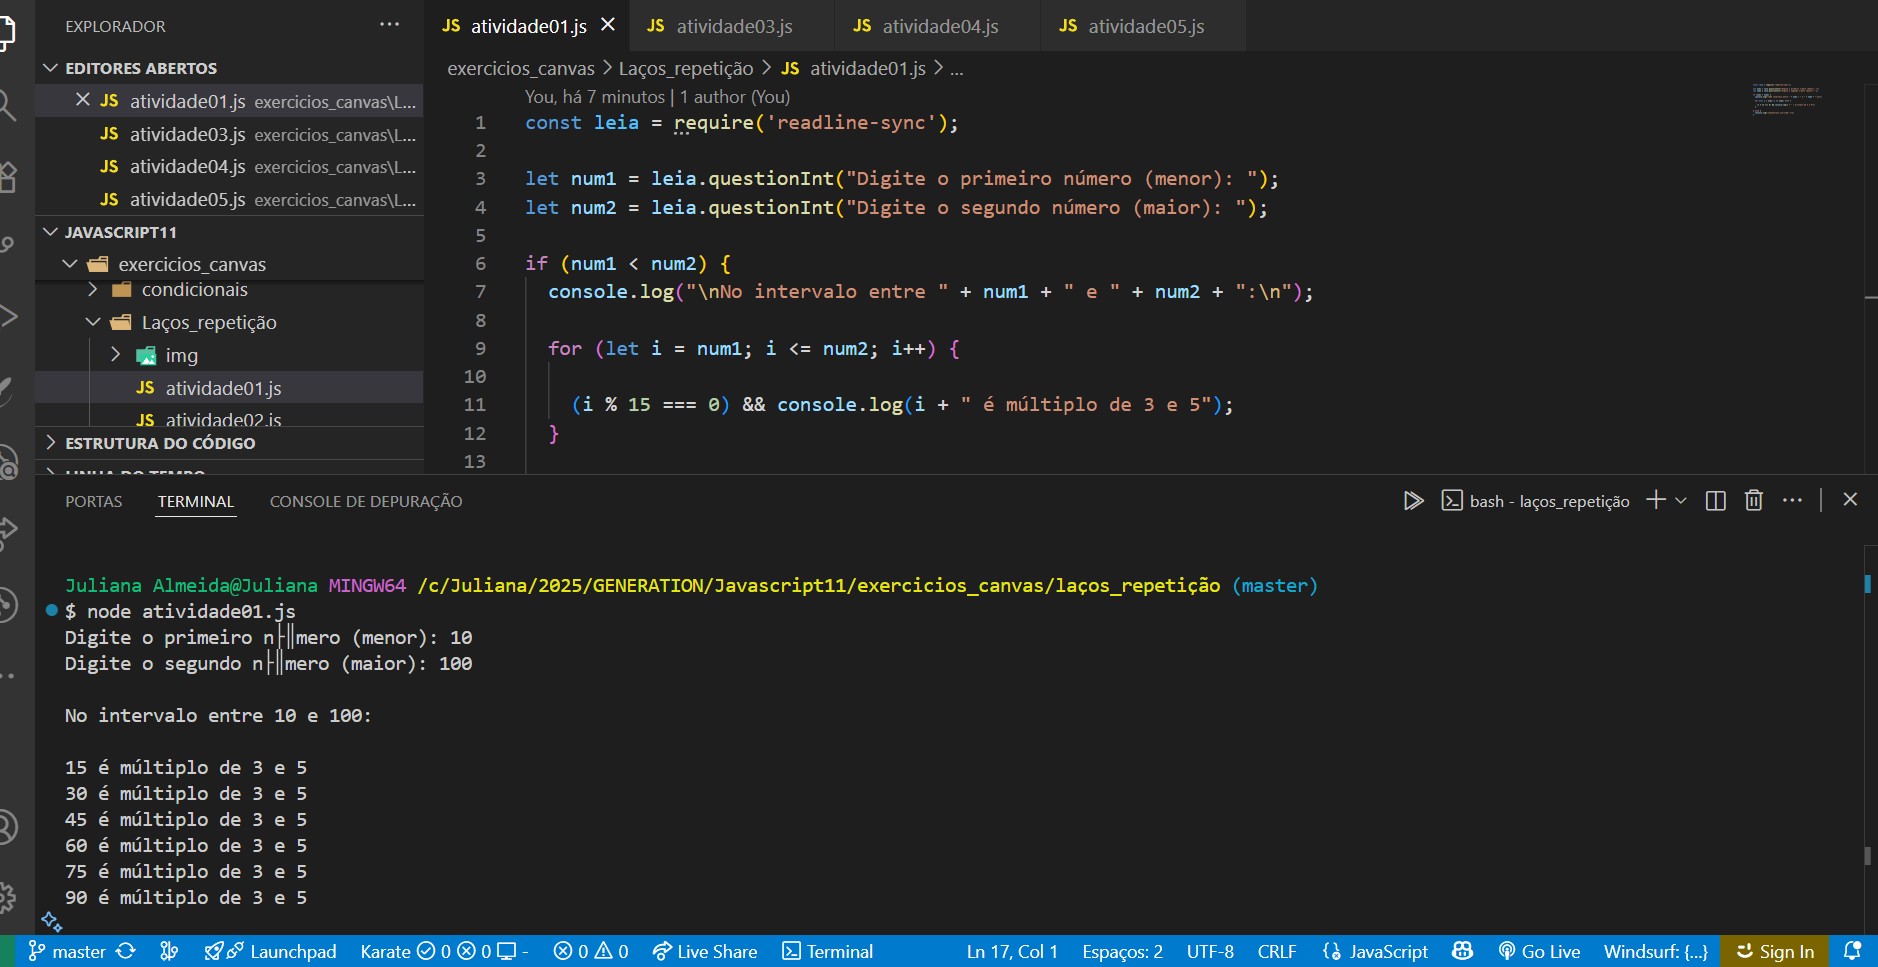 EXPLORADOR
EDITORES ABERTOS
JS atividade01.js exercicios_canvas\L...
JS atividade03.js exercicios_canvas\L...
JS atividade04.js exercicios_canvas\L...
JS atividade05.js exercicios_canvas\L...
JAVASCRIPT11
exercicios_canvas
condicionais
Laços_repetição
img
JS atividade01.js
JS atividade02.js
ESTRUTURA DO CÓDIGO
LINHA DO TEMPO
JS atividade01.js JS atividade03.js JS atividade04.js JS atividade05.js
exercicios_canvas > Laços_repetição > JS atividade01.js > ...
You, há 7 minutos | 1 author (You)
1 const leia = require('readline-sync');
2
3 let num1 = leia.questionInt("Digite o primeiro número (menor): ");
4 let num2 = leia.questionInt("Digite o segundo número (maior): ");
5
6 if (num1 < num2) {
7 console.log("\nNo intervalo entre " + num1 + " e " + num2 + ":\n");
8
9 for (let i = num1; i <= num2; i++) {
10
11 (i % 15 === 0) && console.log(i + " é múltiplo de 3 e 5");
12 }
13
PORTAS TERMINAL CONSOLE DE DEPURAÇÃO
bash - laços_repetição
Juliana Almeida@Juliana MINGW64 /c/Juliana/2025/GENERATION/Javascript11/exercicios_canvas/laços_repetição (master)
$ node atividade01.js
Digite o primeiro n├║mero (menor): 10
Digite o segundo n├║mero (maior): 100
No intervalo entre 10 e 100:
15 é múltiplo de 3 e 5
30 é múltiplo de 3 e 5
45 é múltiplo de 3 e 5
60 é múltiplo de 3 e 5
75 é múltiplo de 3 e 5
90 é múltiplo de 3 e 5
master Launchpad Karate 0 0 - 0 0 Live Share Terminal Ln 17, Col 1 Espaços: 2 UTF-8 CRLF {} JavaScript Go Live Windsurf: {...} Sign In